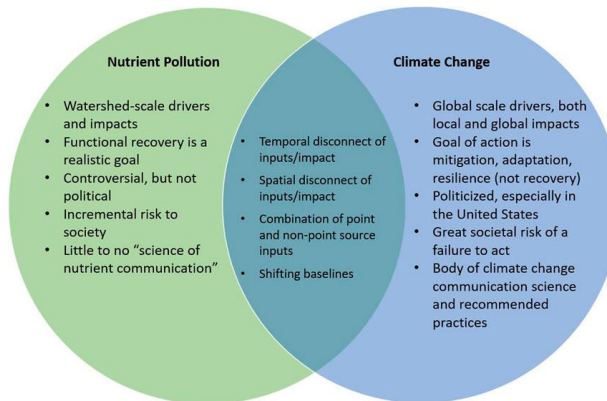 Nutrient Pollution
• Watershed-scale drivers
and impacts
• Functional recovery is a
realistic goal
• Controversial, but not
political
• Incremental risk to
society
• Little to no “science of
nutrient communication”
• Temporal disconnect of
inputs/impact
• Spatial disconnect of
inputs/impact
• Combination of point
and non-point source
inputs
• Shifting baselines
Climate Change
• Global scale drivers, both
local and global impacts
• Goal of action is
mitigation, adaptation,
resilience (not recovery)
• Politicized, especially in
the United States
• Great societal risk of a
failure to act
• Body of climate change
communication science
and recommended
practices